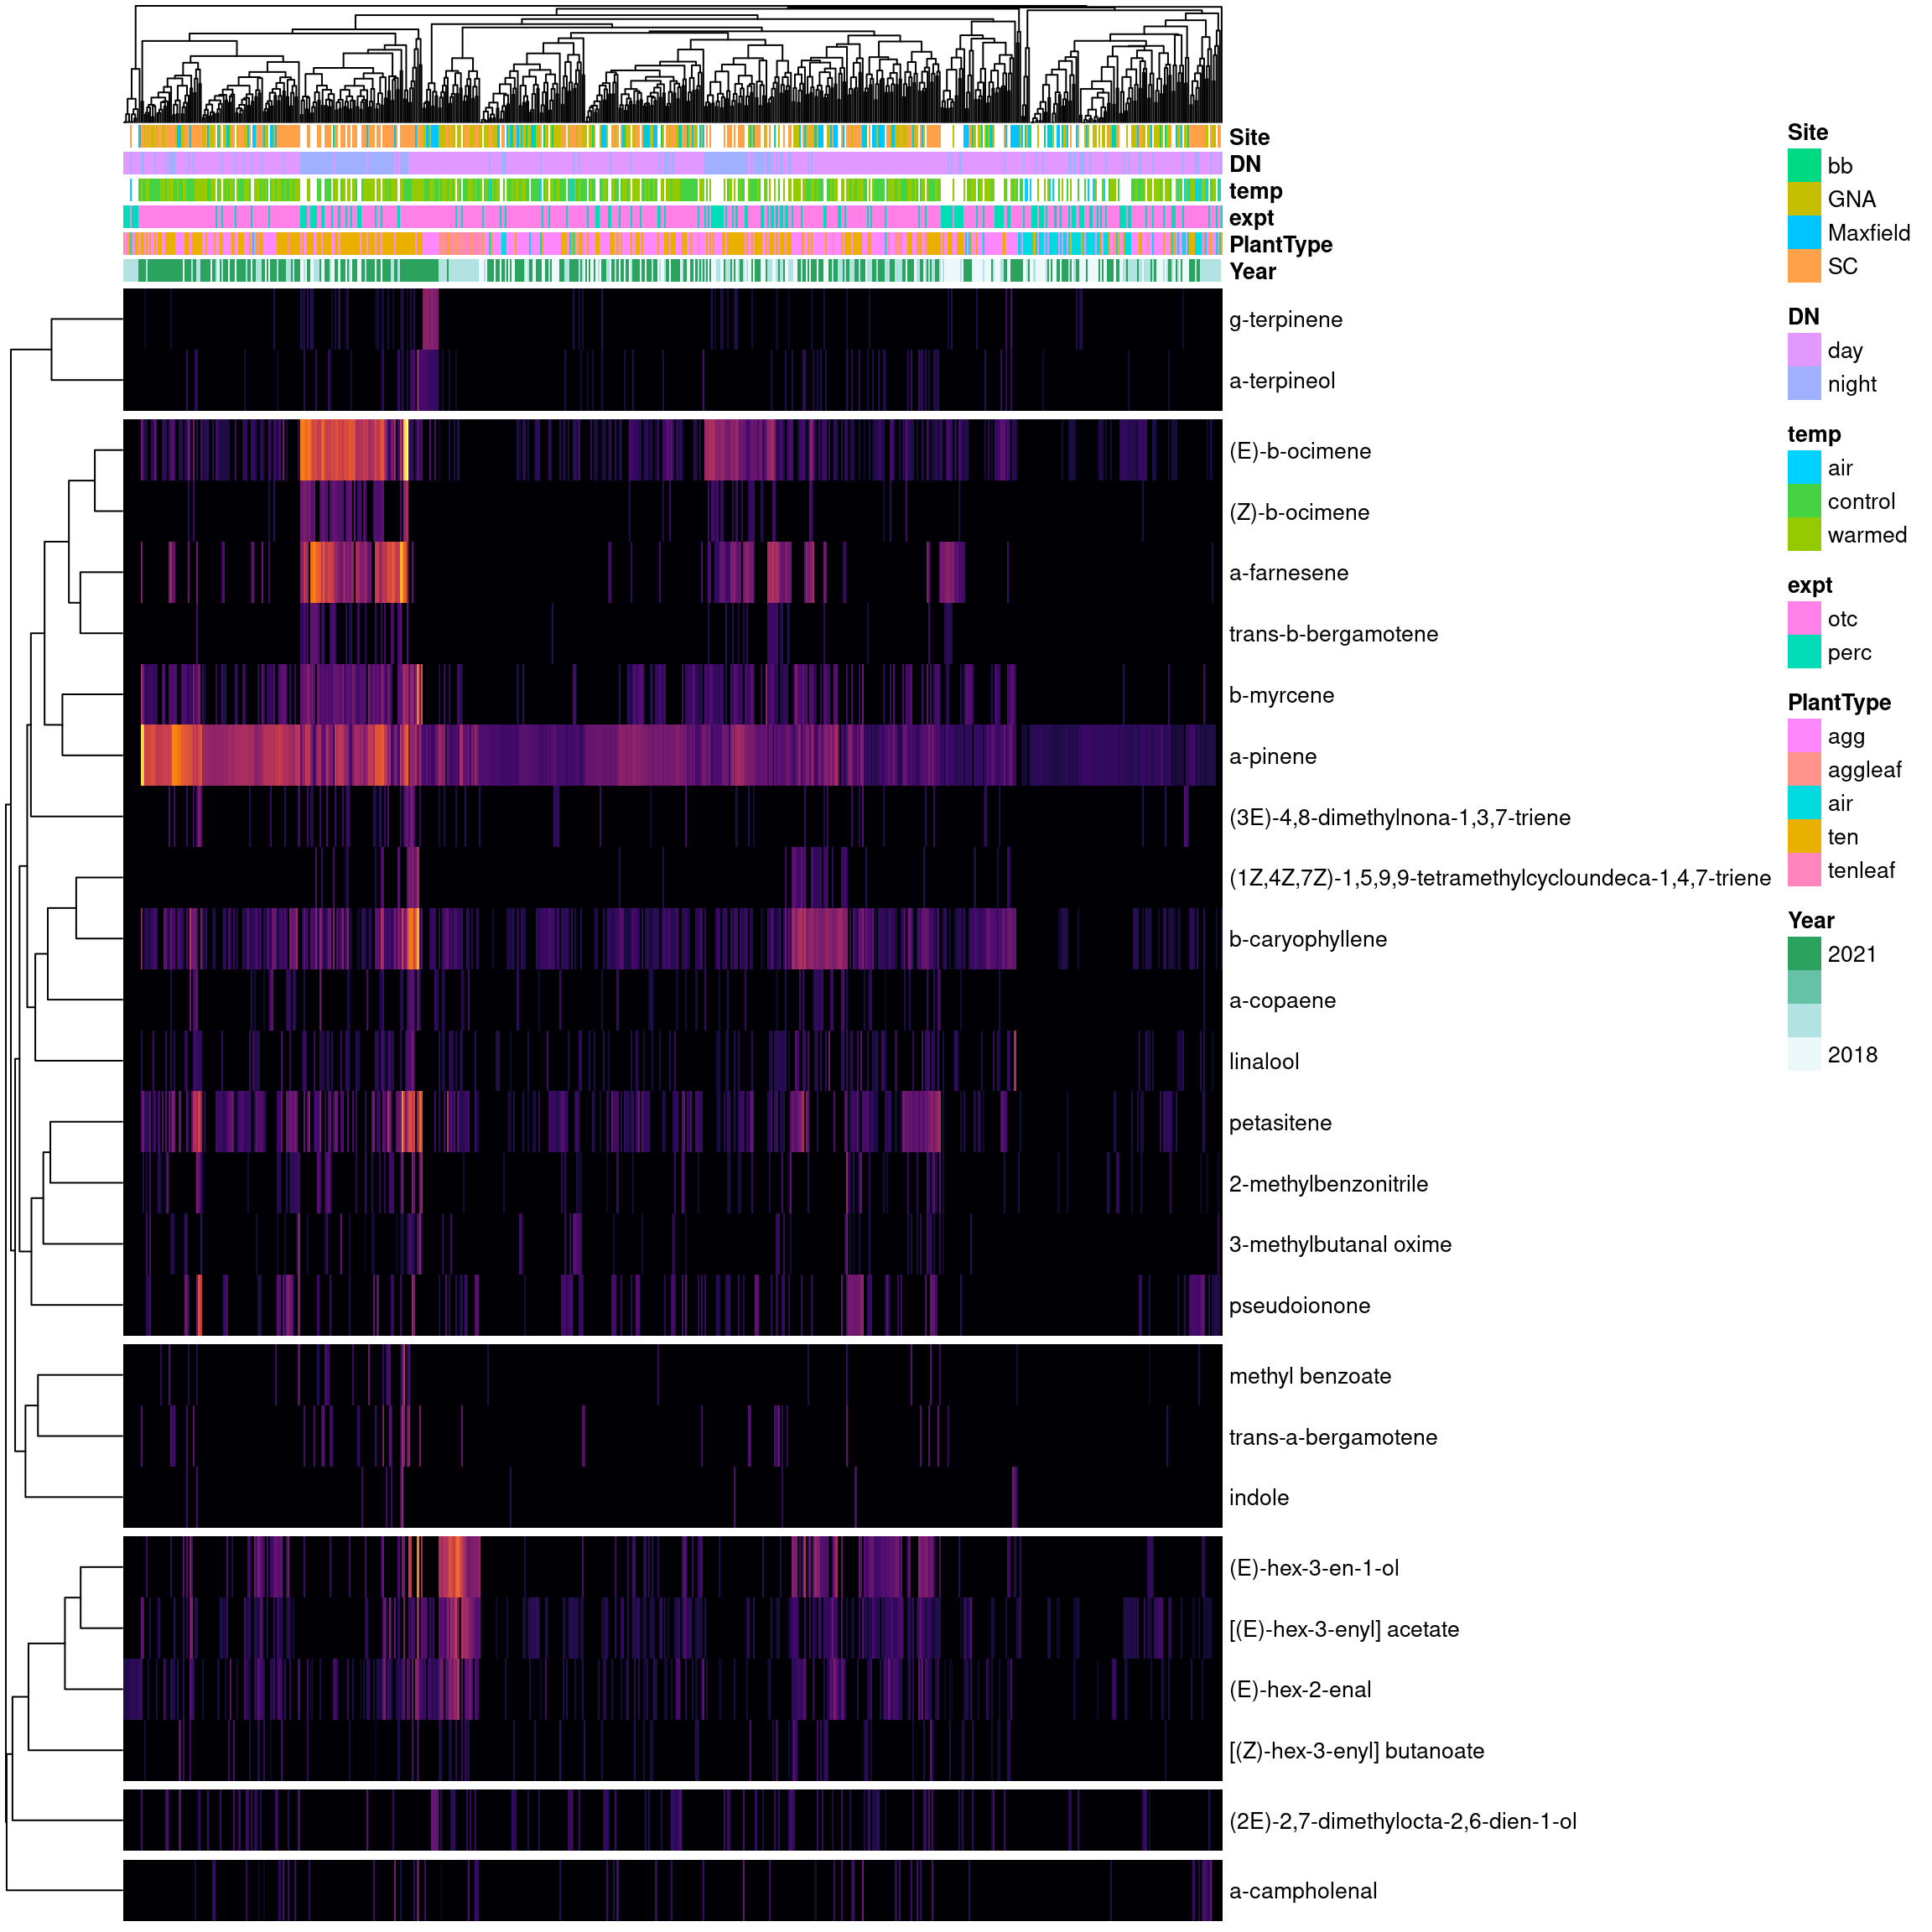 Site
DN
temp
expt
PlantType
Year
g-terpinene
a-terpineol
(E)-b-ocimene
(Z)-b-ocimene
a-farnesene
trans-b-bergamotene
b-myrcene
a-pinene
(3E)-4,8-dimethylnona-1,3,7-triene
(1Z,4Z,7Z)-1,5,9,9-tetramethylcycloundeca-1,4,7-triene
b-caryophyllene
a-copaene
linalool
petasitene
2-methylbenzonitrile
3-methylbutanal oxime
pseudoionone
methyl benzoate
trans-a-bergamotene
indole
(E)-hex-3-en-1-ol
[(E)-hex-3-enyl] acetate
(E)-hex-2-enal
[(Z)-hex-3-enyl] butanoate
(2E)-2,7-dimethylocta-2,6-dien-1-ol
a-campholenal
Site
bb
GNA
Maxfield
SC
DN
day
night
temp
air
control
warmed
expt
otc
perc
PlantType
agg
aggleaf
air
ten
tenleaf
Year
2021
2018